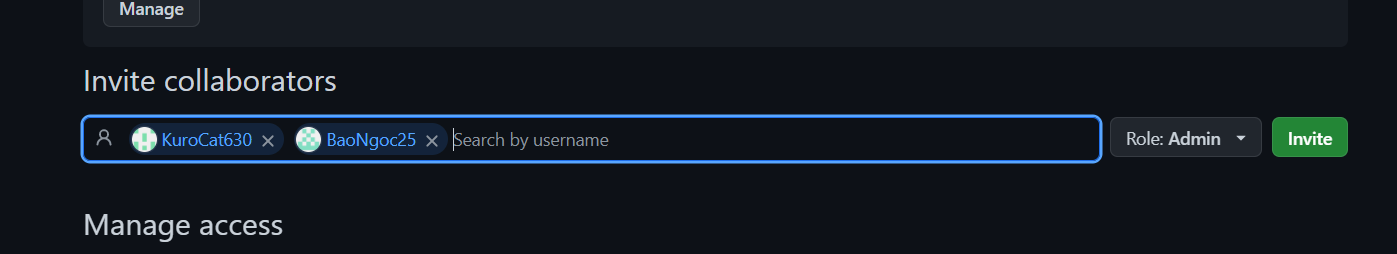 Manage
Invite collaborators
KuroCat630 BaoNgoc25 Search by username Role: Admin Invite
Manage access